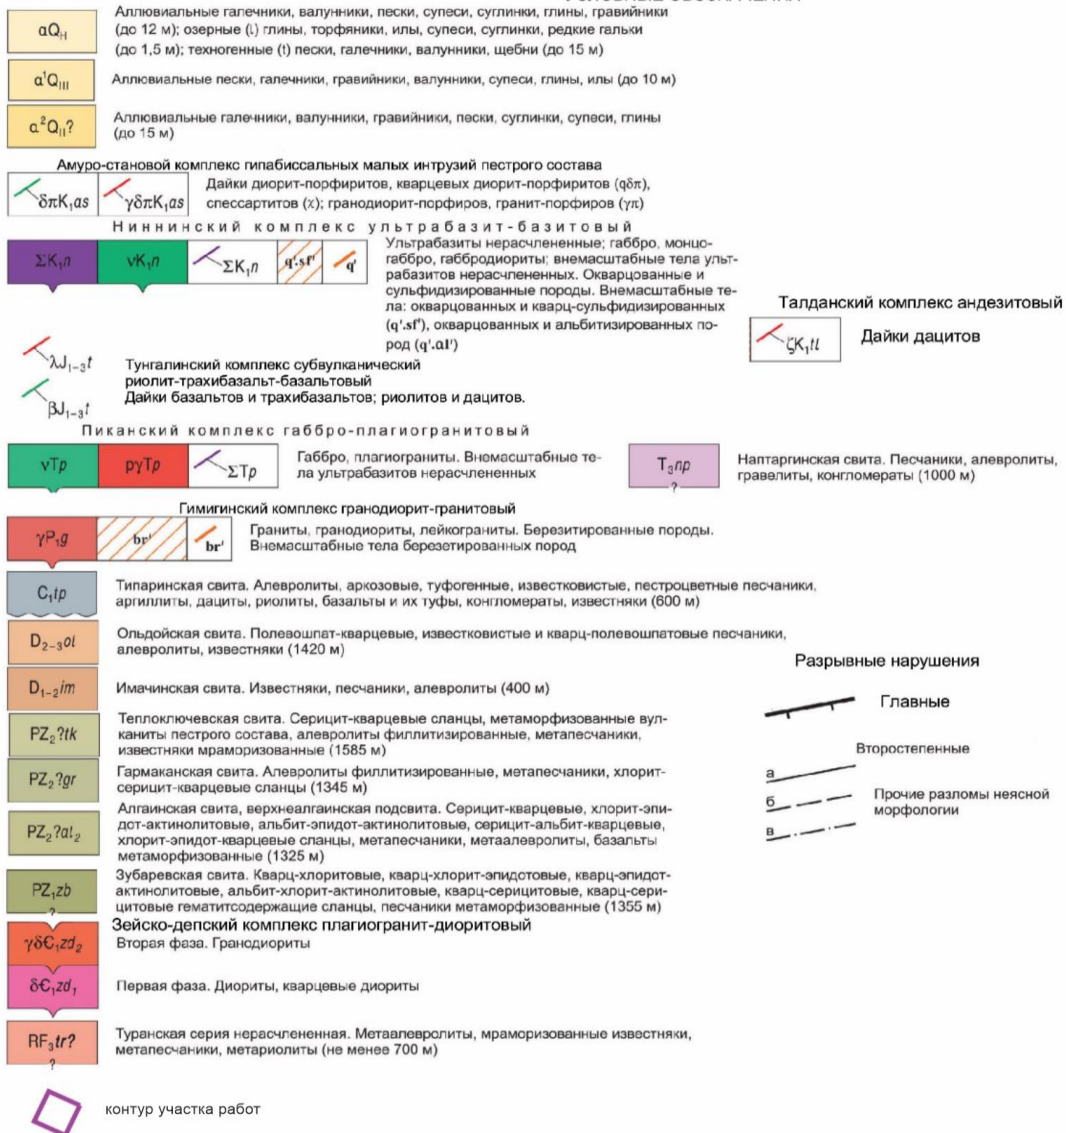 αQH
Аллювиальные галечники, валунники, пески, супеси, суглинки, глины, гравийники
(до 12 м); озерные (l) глины, торфяники, илы, супеси, суглинки, редкие гальки
(до 1,5 м); техногенные (t) пески, галечники, валунники, щебни (до 15 м)
α¹QIII
Аллювиальные пески, галечники, гравийники, валунники, супеси, глины, илы (до 10 м)
α²QII?
Аллювиальные галечники, валунники, гравийники, пески, суглинки, супеси, глины
(до 15 м)
Амуро-становой комплекс гипабиссальных малых интрузий пестрого состава
δπK₁as γδπK₁as
Дайки диорит-порфиритов, кварцевых диорит-порфиритов (qδπ),
спессартитов (χ); гранодиорит-порфиров, гранит-порфиров (γπ)
Ниннинский комплекс ультрабазит-базитовый
ΣK₁n νK₁n ΣK₁n q'.sf' q'
Ультрабазиты нерасчлененные; габбро, монцо-
габбро, габбродиориты; внемасштабные тела ульт-
рабазитов нерасчлененных. Окварцованные и
сульфидизированные породы. Внемасштабные те-
ла: окварцованных и кварц-сульфидизированных
(q'.sf'), окварцованных и альбитизированных по-
род (q'.al')
Талданский комплекс андезитовый
ζK₁tl
Дайки дацитов
λJ₁₋₃t
βJ₁₋₃t
Тунгалинский комплекс субвулканический
риолит-трахибазальт-базальтовый
Дайки базальтов и трахибазальтов; риолитов и дацитов.
Пиканский комплекс габбро-плагиогранитовый
νTp pγTp ΣTp
Габбро, плагиограниты. Внемасштабные те-
ла ультрабазитов нерасчлененных
T₃np
?
Наптаргинская свита. Песчаники, алевролиты,
гравелиты, конгломераты (1000 м)
Гимигинский комплекс гранодиорит-гранитовый
γP₁g br' br'
Граниты, гранодиориты, лейкограниты. Березитированные породы.
Внемасштабные тела березетированных пород
C₁tp
Типаринская свита. Алевролиты, аркозовые, туфогенные, известковистые, пестроцветные песчаники,
аргиллиты, дациты, риолиты, базальты и их туфы, конгломераты, известняки (600 м)
D₂₋₃ol
Ольдойская свита. Полевошпат-кварцевые, известковистые и кварц-полевошпатовые песчаники,
алевролиты, известняки (1420 м)
D₁₋₂im
Имачинская свита. Известняки, песчаники, алевролиты (400 м)
PZ₂?tk
Теплоключевская свита. Серицит-кварцевые сланцы, метаморфизованные вул-
каниты пестрого состава, алевролиты филлитизированные, метапесчаники,
известняки мраморизованные (1585 м)
PZ₂?gr
Гармаканская свита. Алевролиты филлитизированные, метапесчаники, хлорит-
серицит-кварцевые сланцы (1345 м)
PZ₂?al₂
Алгаинская свита, верхнеалгаинская подсвита. Серицит-кварцевые, хлорит-эпи-
дот-актинолитовые, альбит-эпидот-актинолитовые, серицит-альбит-кварцевые,
хлорит-эпидот-кварцевые сланцы, метапесчаники, метаалевролиты, базальты
метаморфизованные (1325 м)
PZ₁zb
?
Зубаревская свита. Кварц-хлоритовые, кварц-хлорит-эпидотовые, кварц-эпидот-
актинолитовые, альбит-хлорит-актинолитовые, кварц-серицитовые, кварц-сери-
цитовые гематитсодержащие сланцы, песчаники метаморфизованные (1355 м)
Зейско-депский комплекс плагиогранит-диоритовый
γδЄ₁zd₂
Вторая фаза. Гранодиориты
δЄ₁zd₁
Первая фаза. Диориты, кварцевые диориты
RF₃tr?
?
Туранская серия нерасчлененная. Метаалевролиты, мраморизованные известняки,
метапесчаники, метариолиты (не менее 700 м)
Разрывные нарушения
Главные
Второстепенные
а
б
в
Прочие разломы неясной
морфологии
контур участка работ